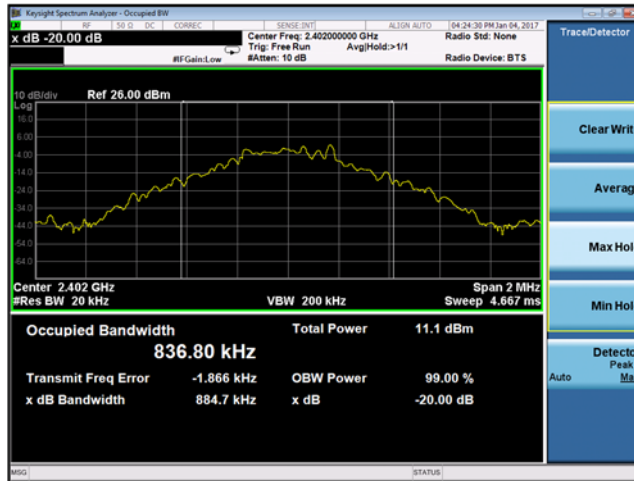 Keysight Spectrum Analyzer - Occupied BW
RF 50 Ω DC CORREC SENSE:INT ALIGN AUTO 04:24:30 PM Jan 04, 2017
x dB -20.00 dB
Center Freq: 2.402000000 GHz Radio Std: None
Trig: Free Run Avg|Hold:>1/1
#IFGain:Low #Atten: 10 dB Radio Device: BTS
Trace/Detector
10 dB/div Ref 26.00 dBm
Log
16.0
6.00
-4.00
-14.0
-24.0
-34.0
-44.0
-54.0
-64.0
Center 2.402 GHz Span 2 MHz
#Res BW 20 kHz VBW 200 kHz Sweep 4.667 ms
Occupied Bandwidth Total Power 11.1 dBm
836.80 kHz
Transmit Freq Error -1.866 kHz OBW Power 99.00 %
x dB Bandwidth 884.7 kHz x dB -20.00 dB
Clear Writ
Averag
Max Hol
Min Hol
Detecto
Peak
Auto Ma
MSG STATUS